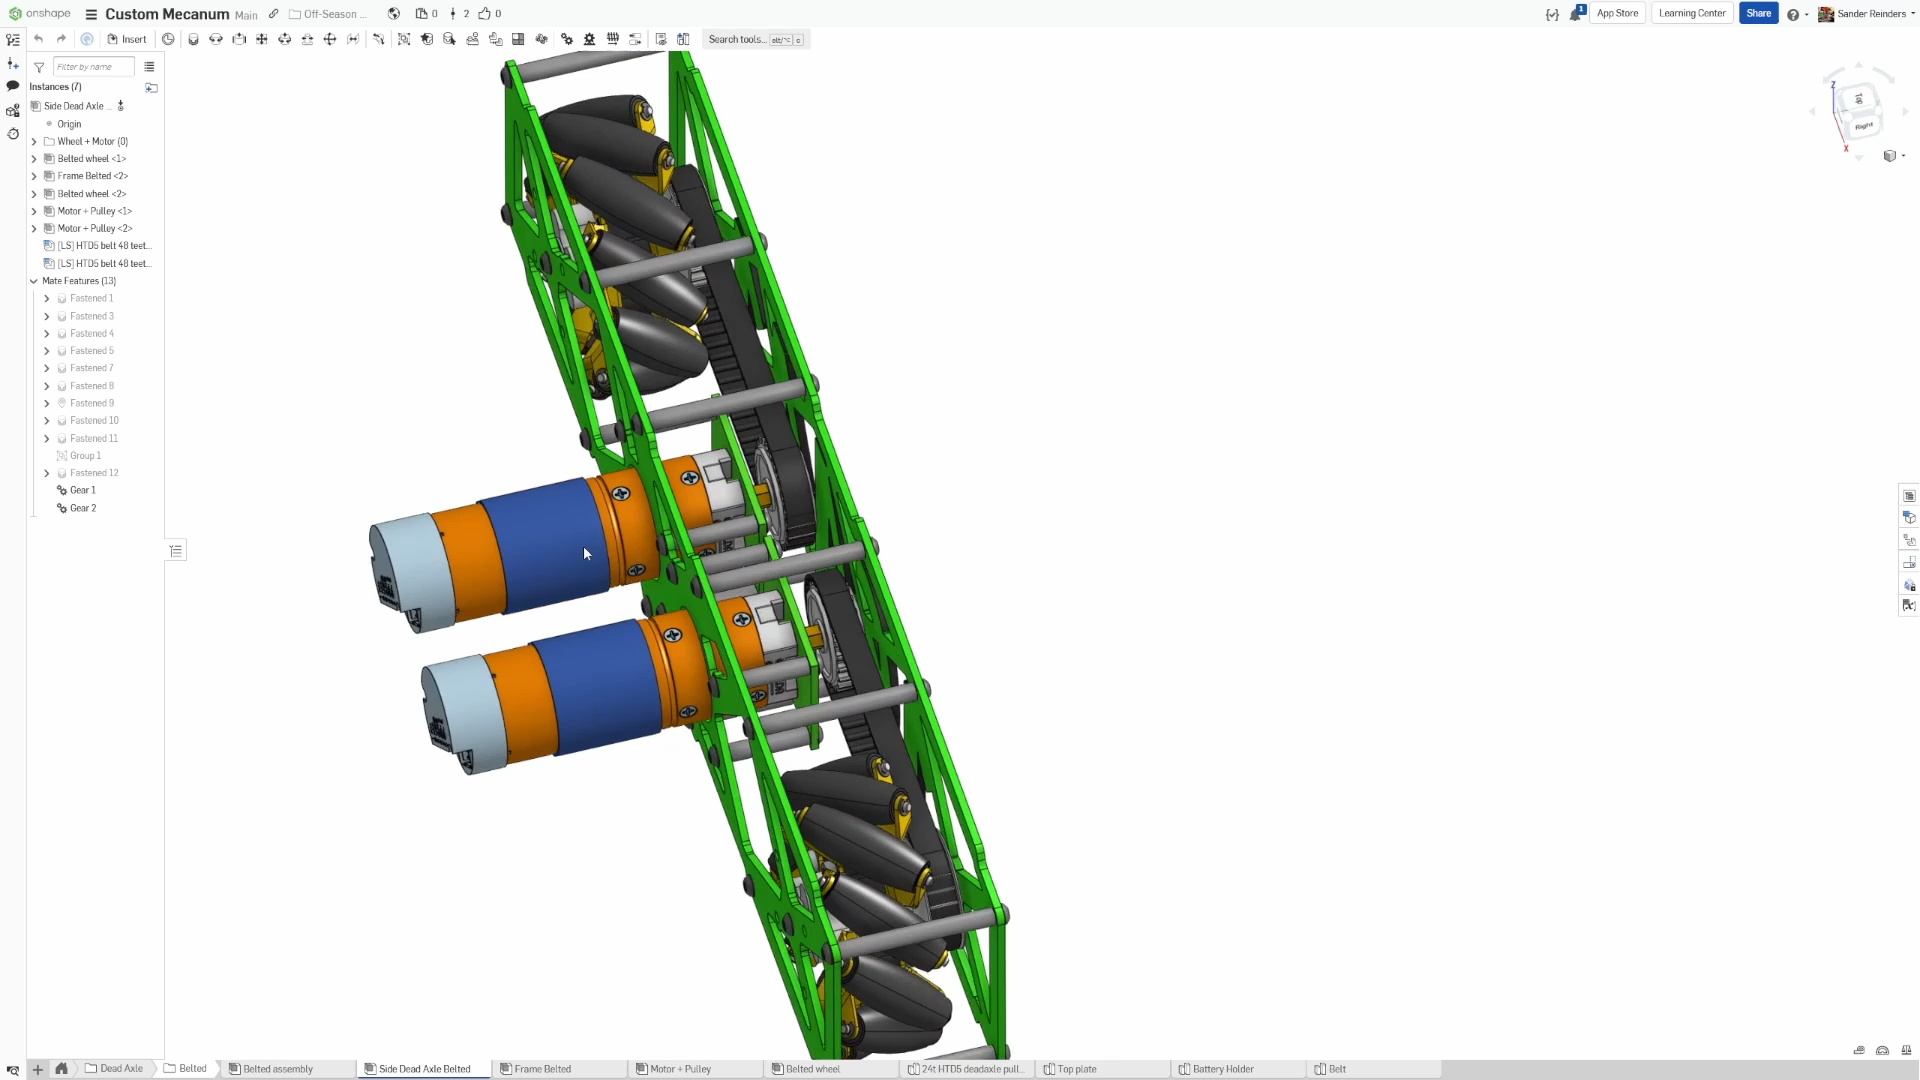 onshape
Custom Mecanum Main
Off-Season ...
0
2
0
1
App Store
Learning Center
Share
Sander Reinders
Insert
Search tools... alt/⌥ c
Filter by name
Instances (7)
Side Dead Axle ...
Origin
Wheel + Motor (0)
Belted wheel <1>
Frame Belted <2>
Belted wheel <2>
Motor + Pulley <1>
Motor + Pulley <2>
[LS] HTD5 belt 48 teet...
[LS] HTD5 belt 48 teet...
Mate Features (13)
Fastened 1
Fastened 3
Fastened 4
Fastened 5
Fastened 7
Fastened 8
Fastened 9
Fastened 10
Fastened 11
Group 1
Fastened 12
Gear 1
Gear 2
Z
Top
Right
X
Dead Axle
Belted
Belted assembly
Side Dead Axle Belted
Frame Belted
Motor + Pulley
Belted wheel
24t HTD5 deadaxle pull...
Top plate
Battery Holder
Belt